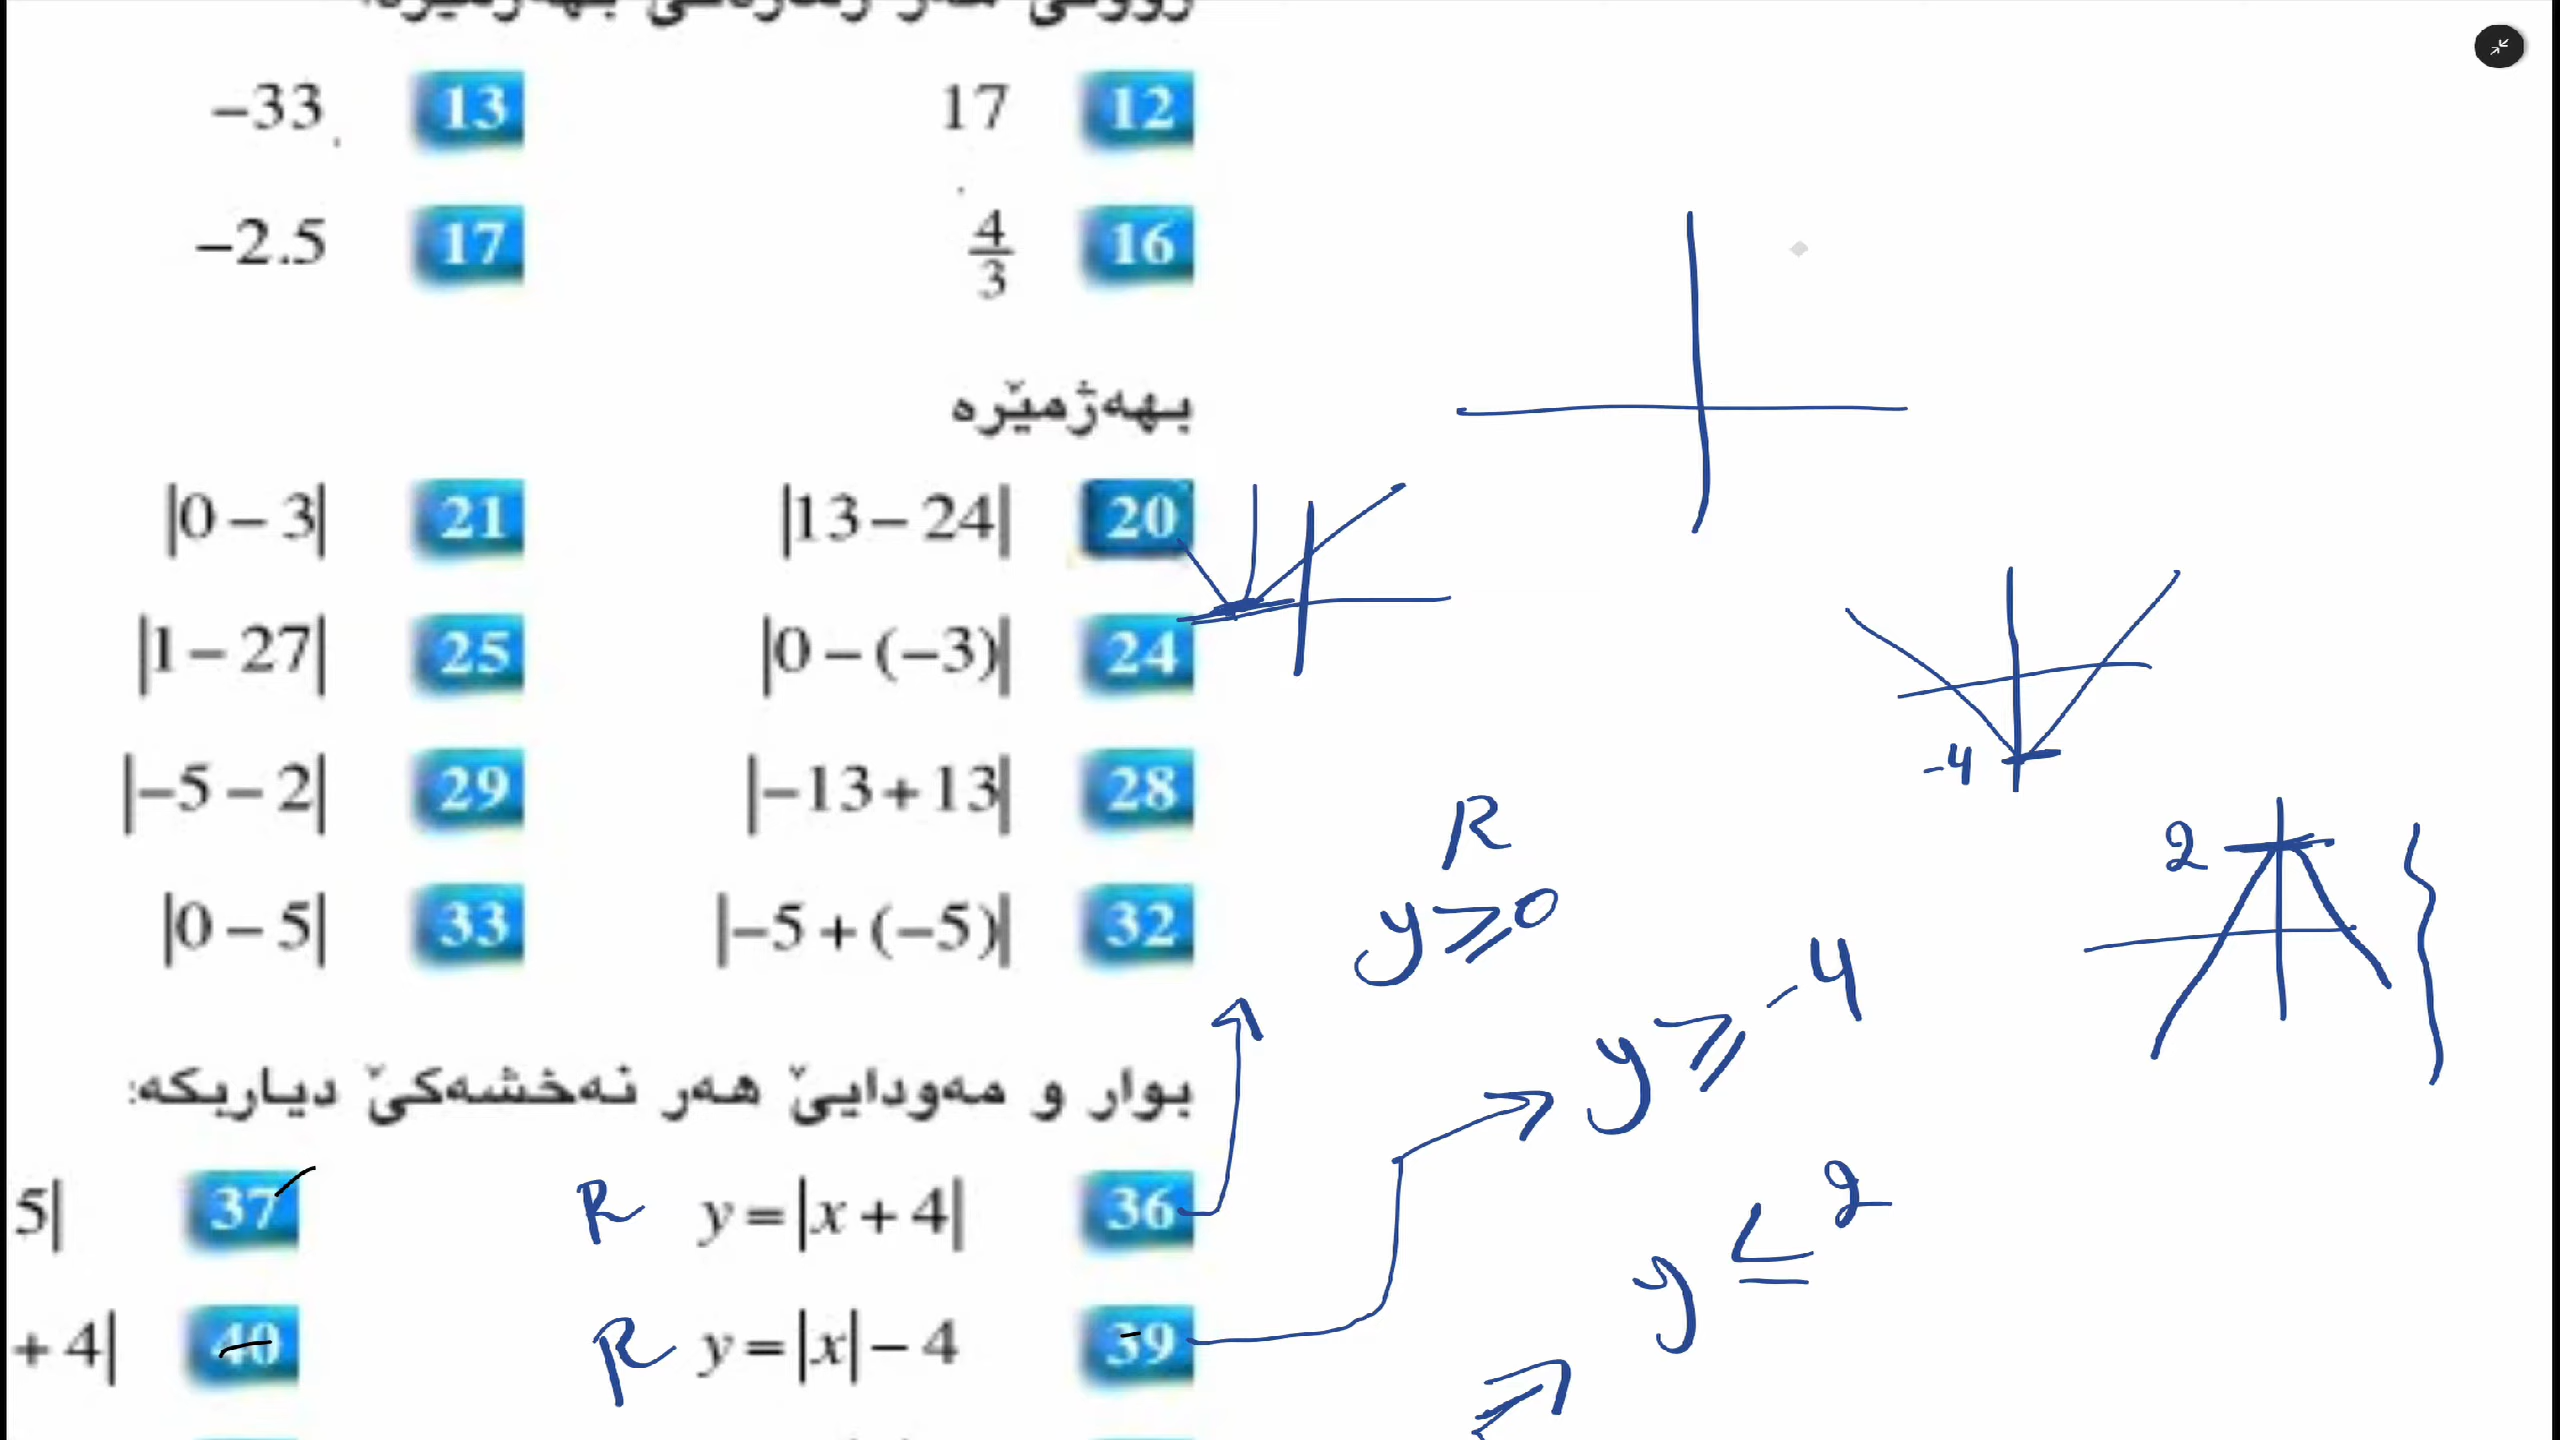 13 −33 12 17
17 −2.5 16 4/3
بهەژمێرە
20 |13 − 24| 21 |0 − 3|
24 |0 − (−3)| 25 |1 − 27|
28 |−13 + 13| 29 |−5 − 2|
32 |−5 + (−5)| 33 |0 − 5|
بوار و مەودایێ هەر نەخشەکێ دیاریکە:
36 y = |x + 4| R 37 5|
39 y = |x| − 4 R 40 + 4|
-4
2
R
y ≥ 0
y ≥ -4
y ≤ 2